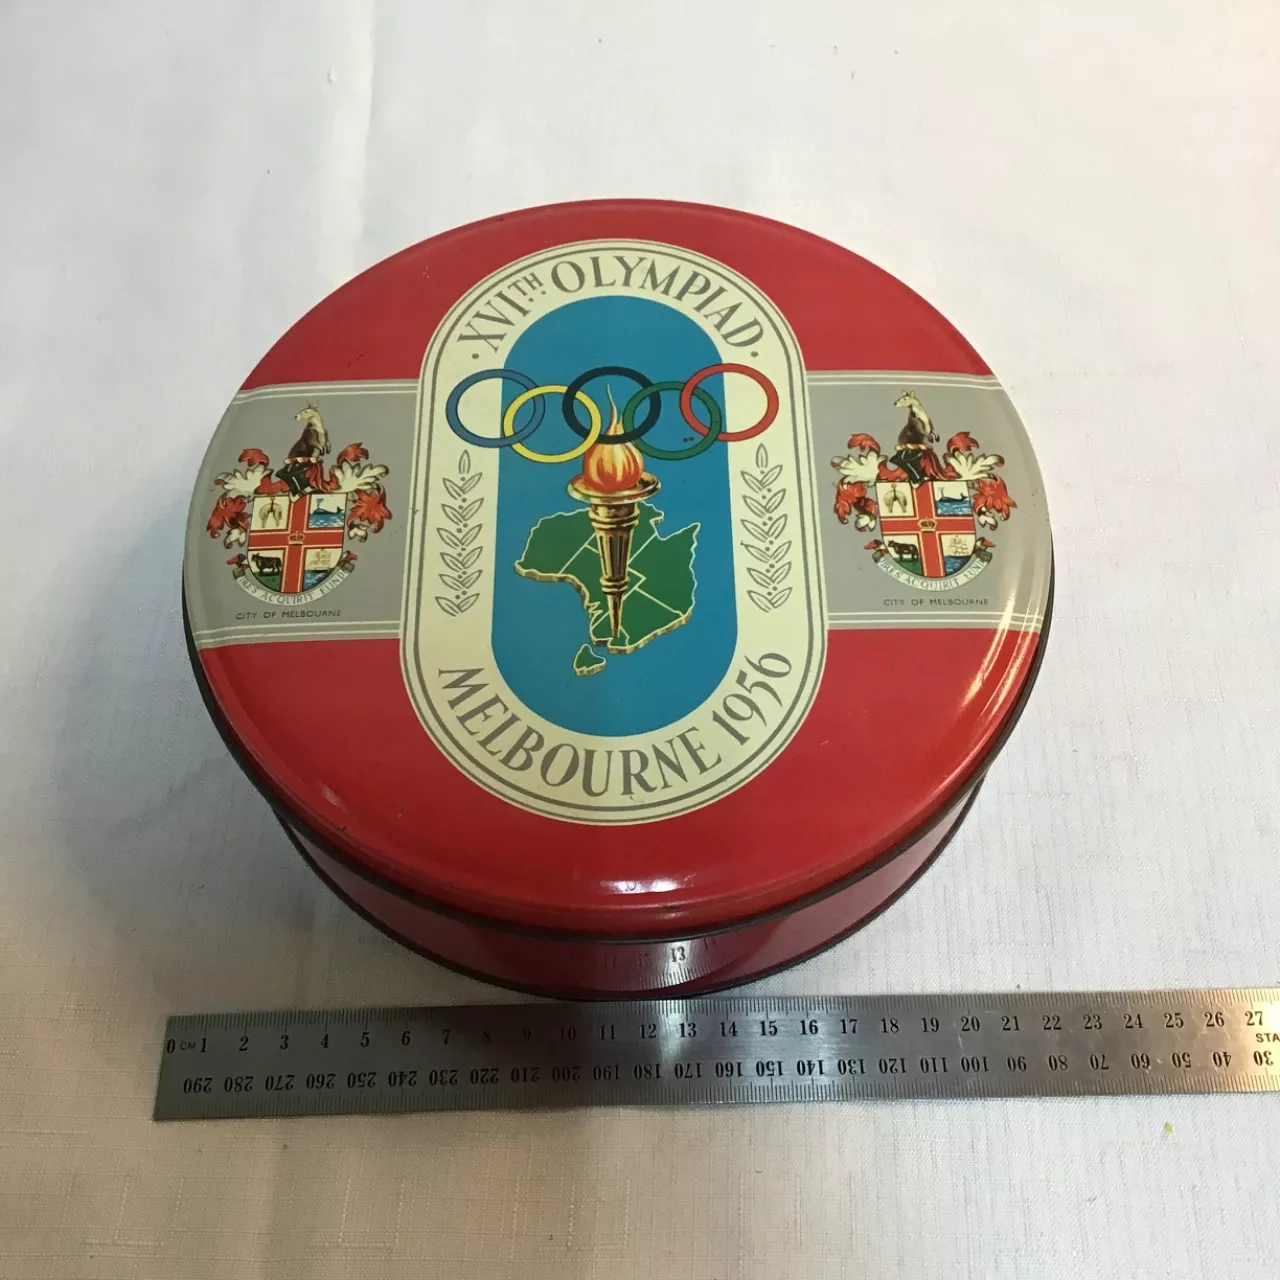 · XVITH OLYMPIAD ·
CITY OF MELBOURNE
CITY OF MELBOURNE
MELBOURNE 1956
13
0 CM 1 2 3 4 5 6 7 8 9 10 11 12 13 14 15 16 17 18 19 20 21 22 23 24 25 26 27
STA
290 280 270 260 250 240 230 220 210 200 190 180 170 160 150 140 130 120 110 100 90 80 70 60 50 40 30